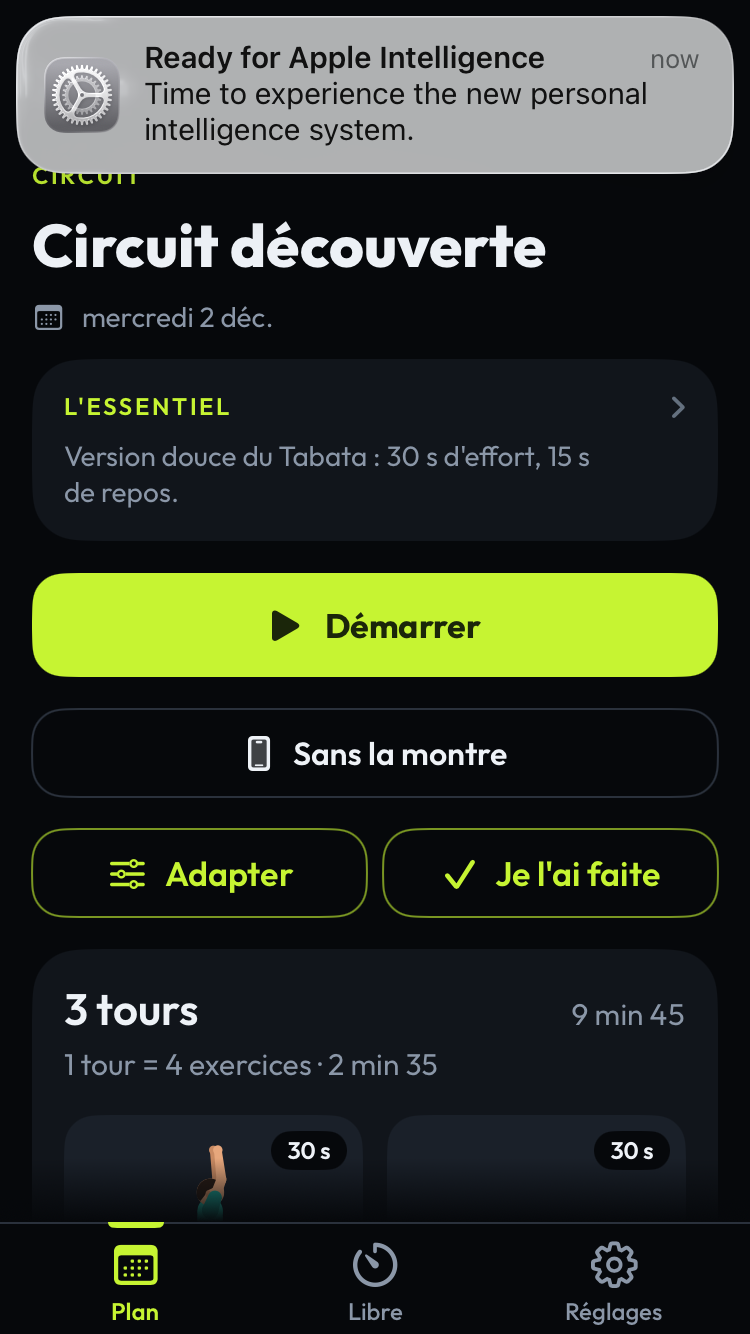 Ready for Apple Intelligence
now
Time to experience the new personal
intelligence system.
CIRCUIT
Circuit découverte
mercredi 2 déc.
L'ESSENTIEL
Version douce du Tabata : 30 s d'effort, 15 s
de repos.
Démarrer
Sans la montre
Adapter
Je l'ai faite
3 tours
9 min 45
1 tour = 4 exercices · 2 min 35
30 s
30 s
Plan
Libre
Réglages